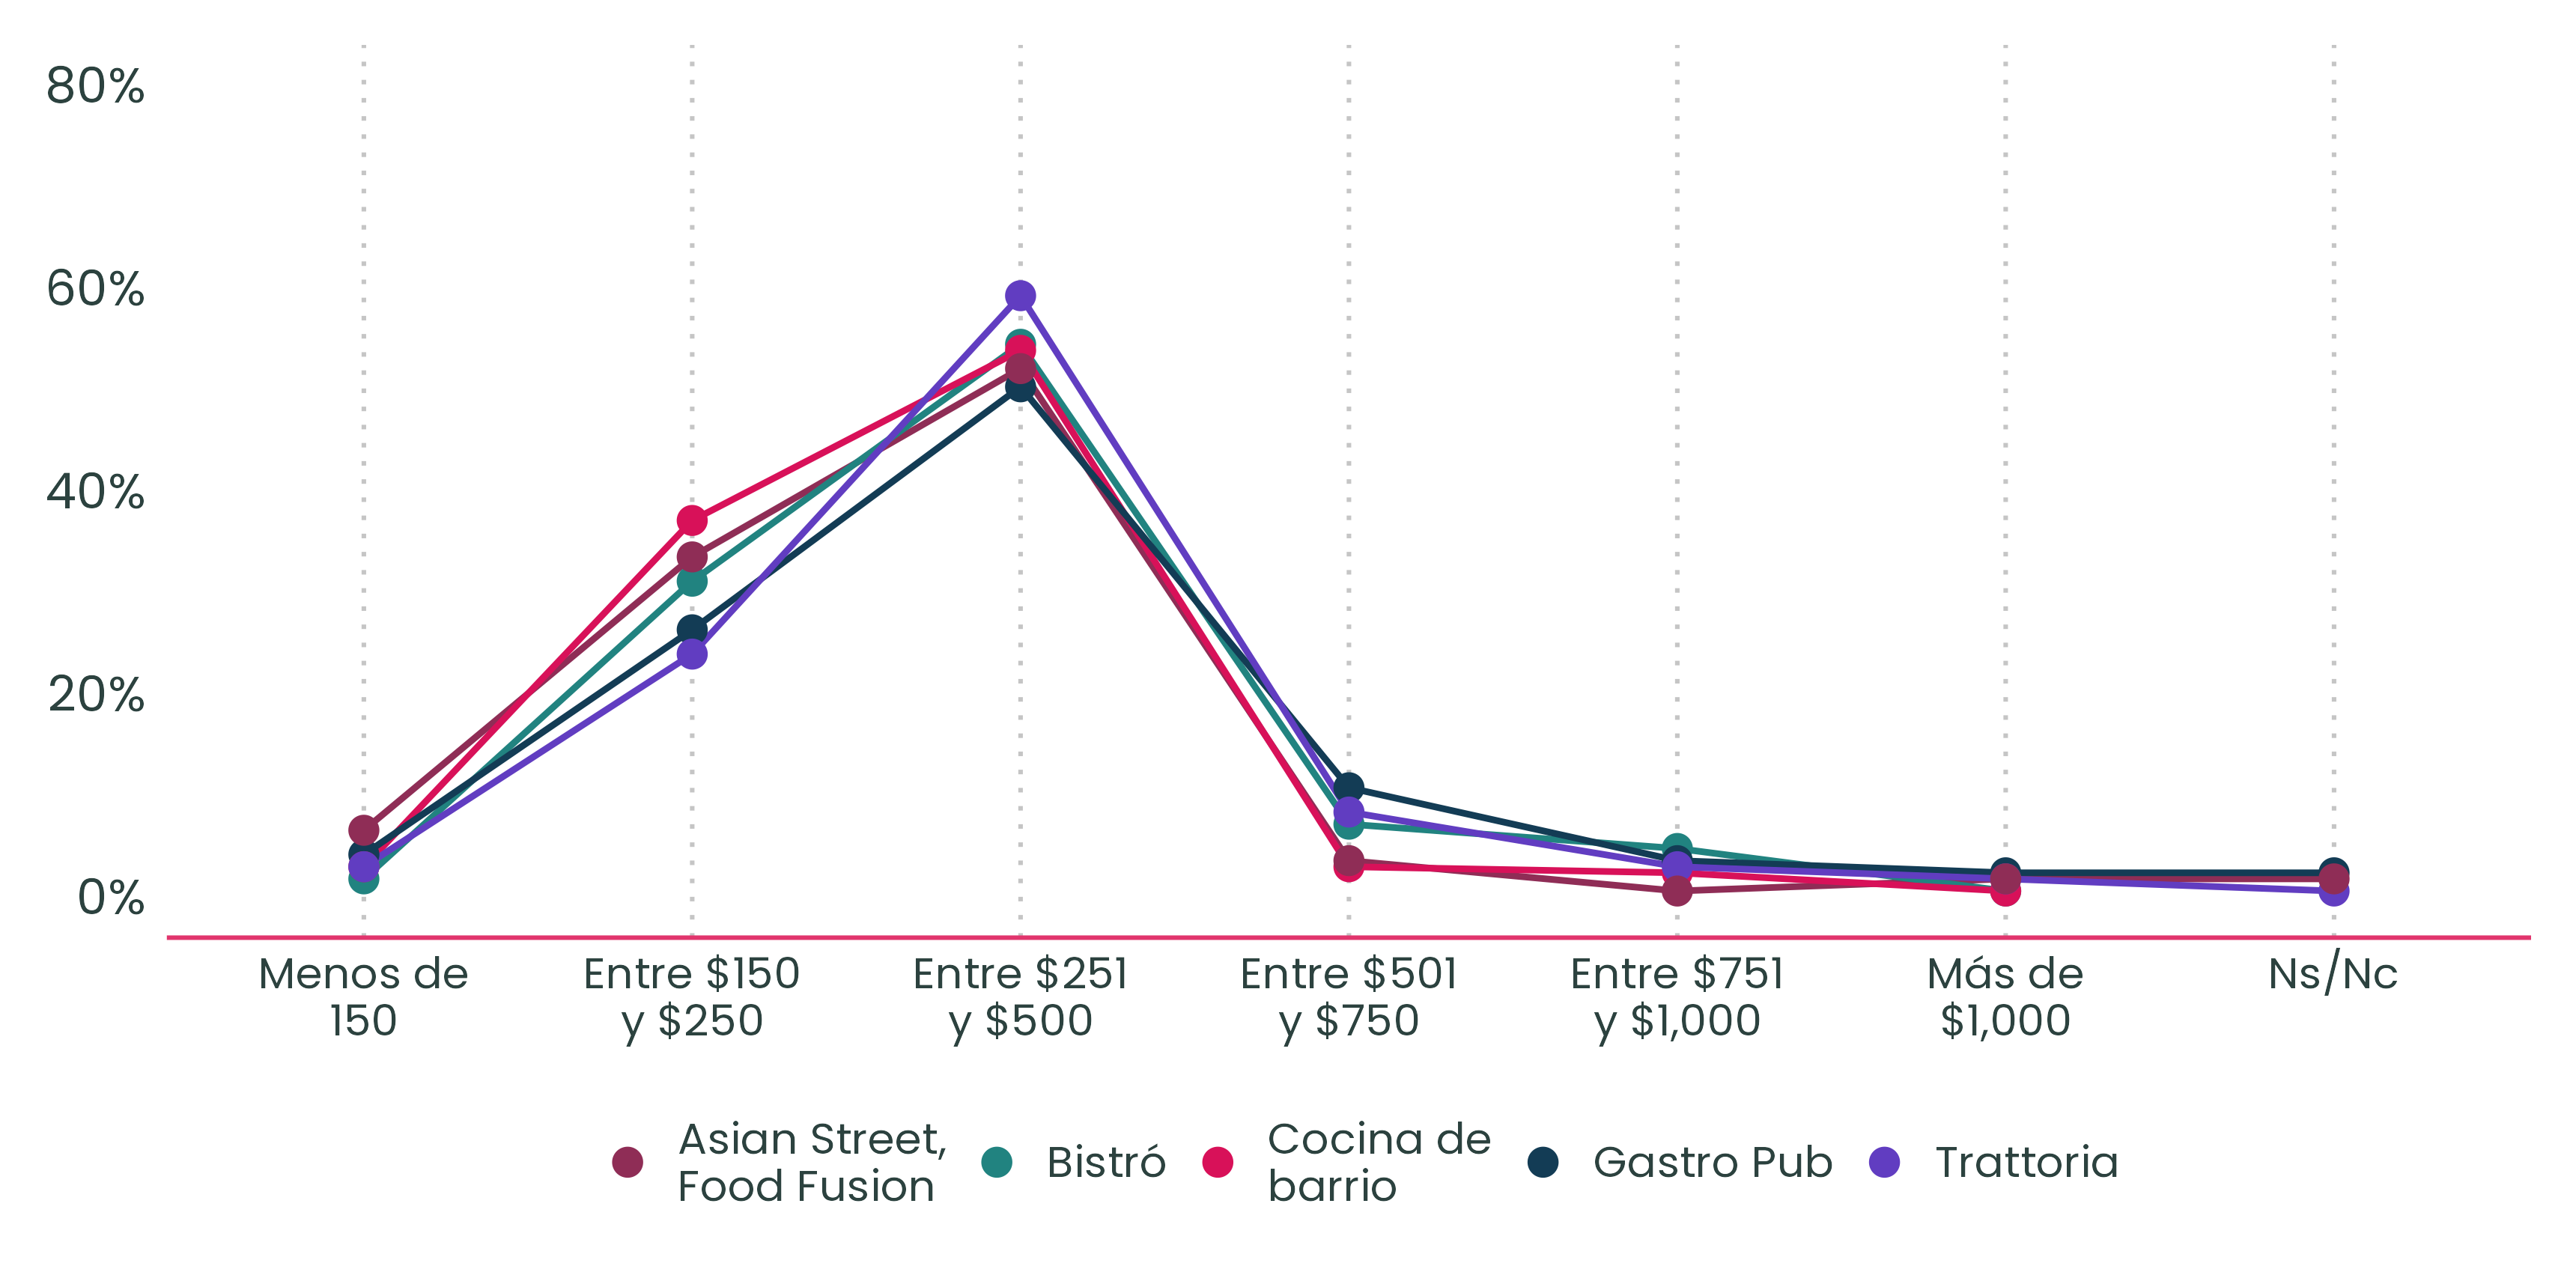 80%
60%
40%
20%
0%
Menos de
150
Entre $150
y $250
Entre $251
y $500
Entre $501
y $750
Entre $751
y $1,000
Más de
$1,000
Ns/Nc
Asian Street,
Food Fusion
Bistró
Cocina de
barrio
Gastro Pub
Trattoria